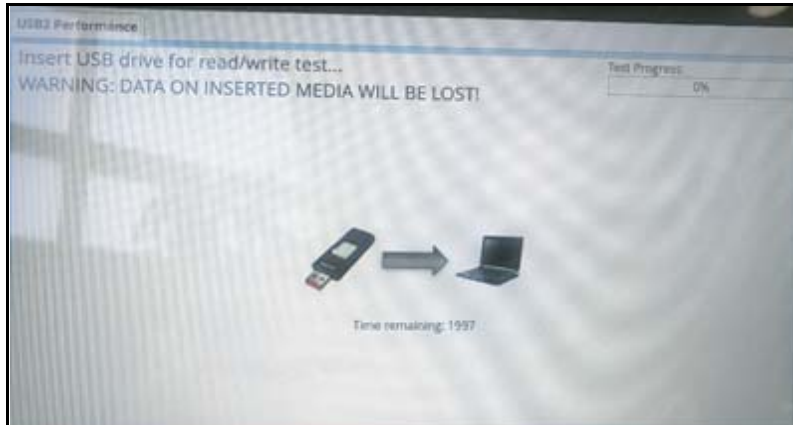 USB2 Performance
Insert USB drive for read/write test...
WARNING: DATA ON INSERTED MEDIA WILL BE LOST!
Test Progress:
0%
Time remaining: 1997